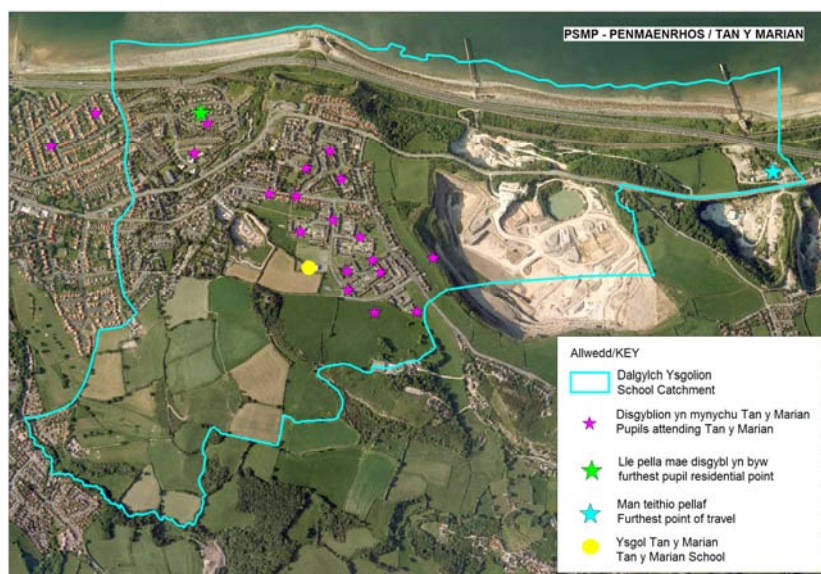 PSMP - PENMAENRHOS / TAN Y MARIAN
Allwedd/KEY
Dalgylch Ysgolion
School Catchment
Disgyblion yn mynychu Tan y Marian
Pupils attending Tan y Marian
Lle pella mae disgybl yn byw
furthest pupil residential point
Man teithio pellaf
Furthest point of travel
Ysgol Tan y Marian
Tan y Marian School